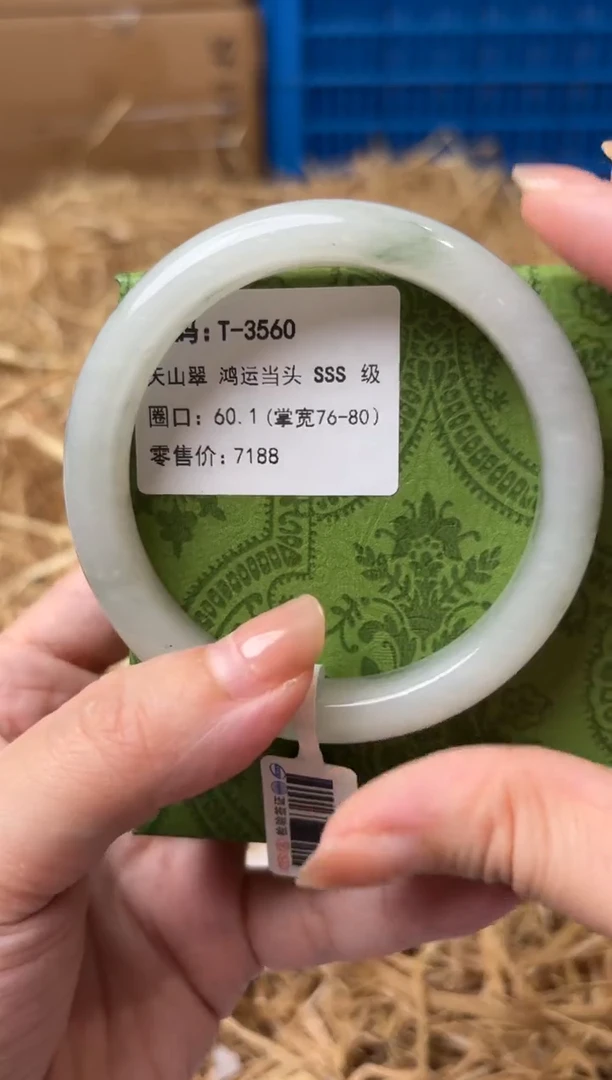 码: T-3560
天山翠 鸿运当头 SSS 级
圈口: 60.1(掌宽76-80)
零售价: 7188